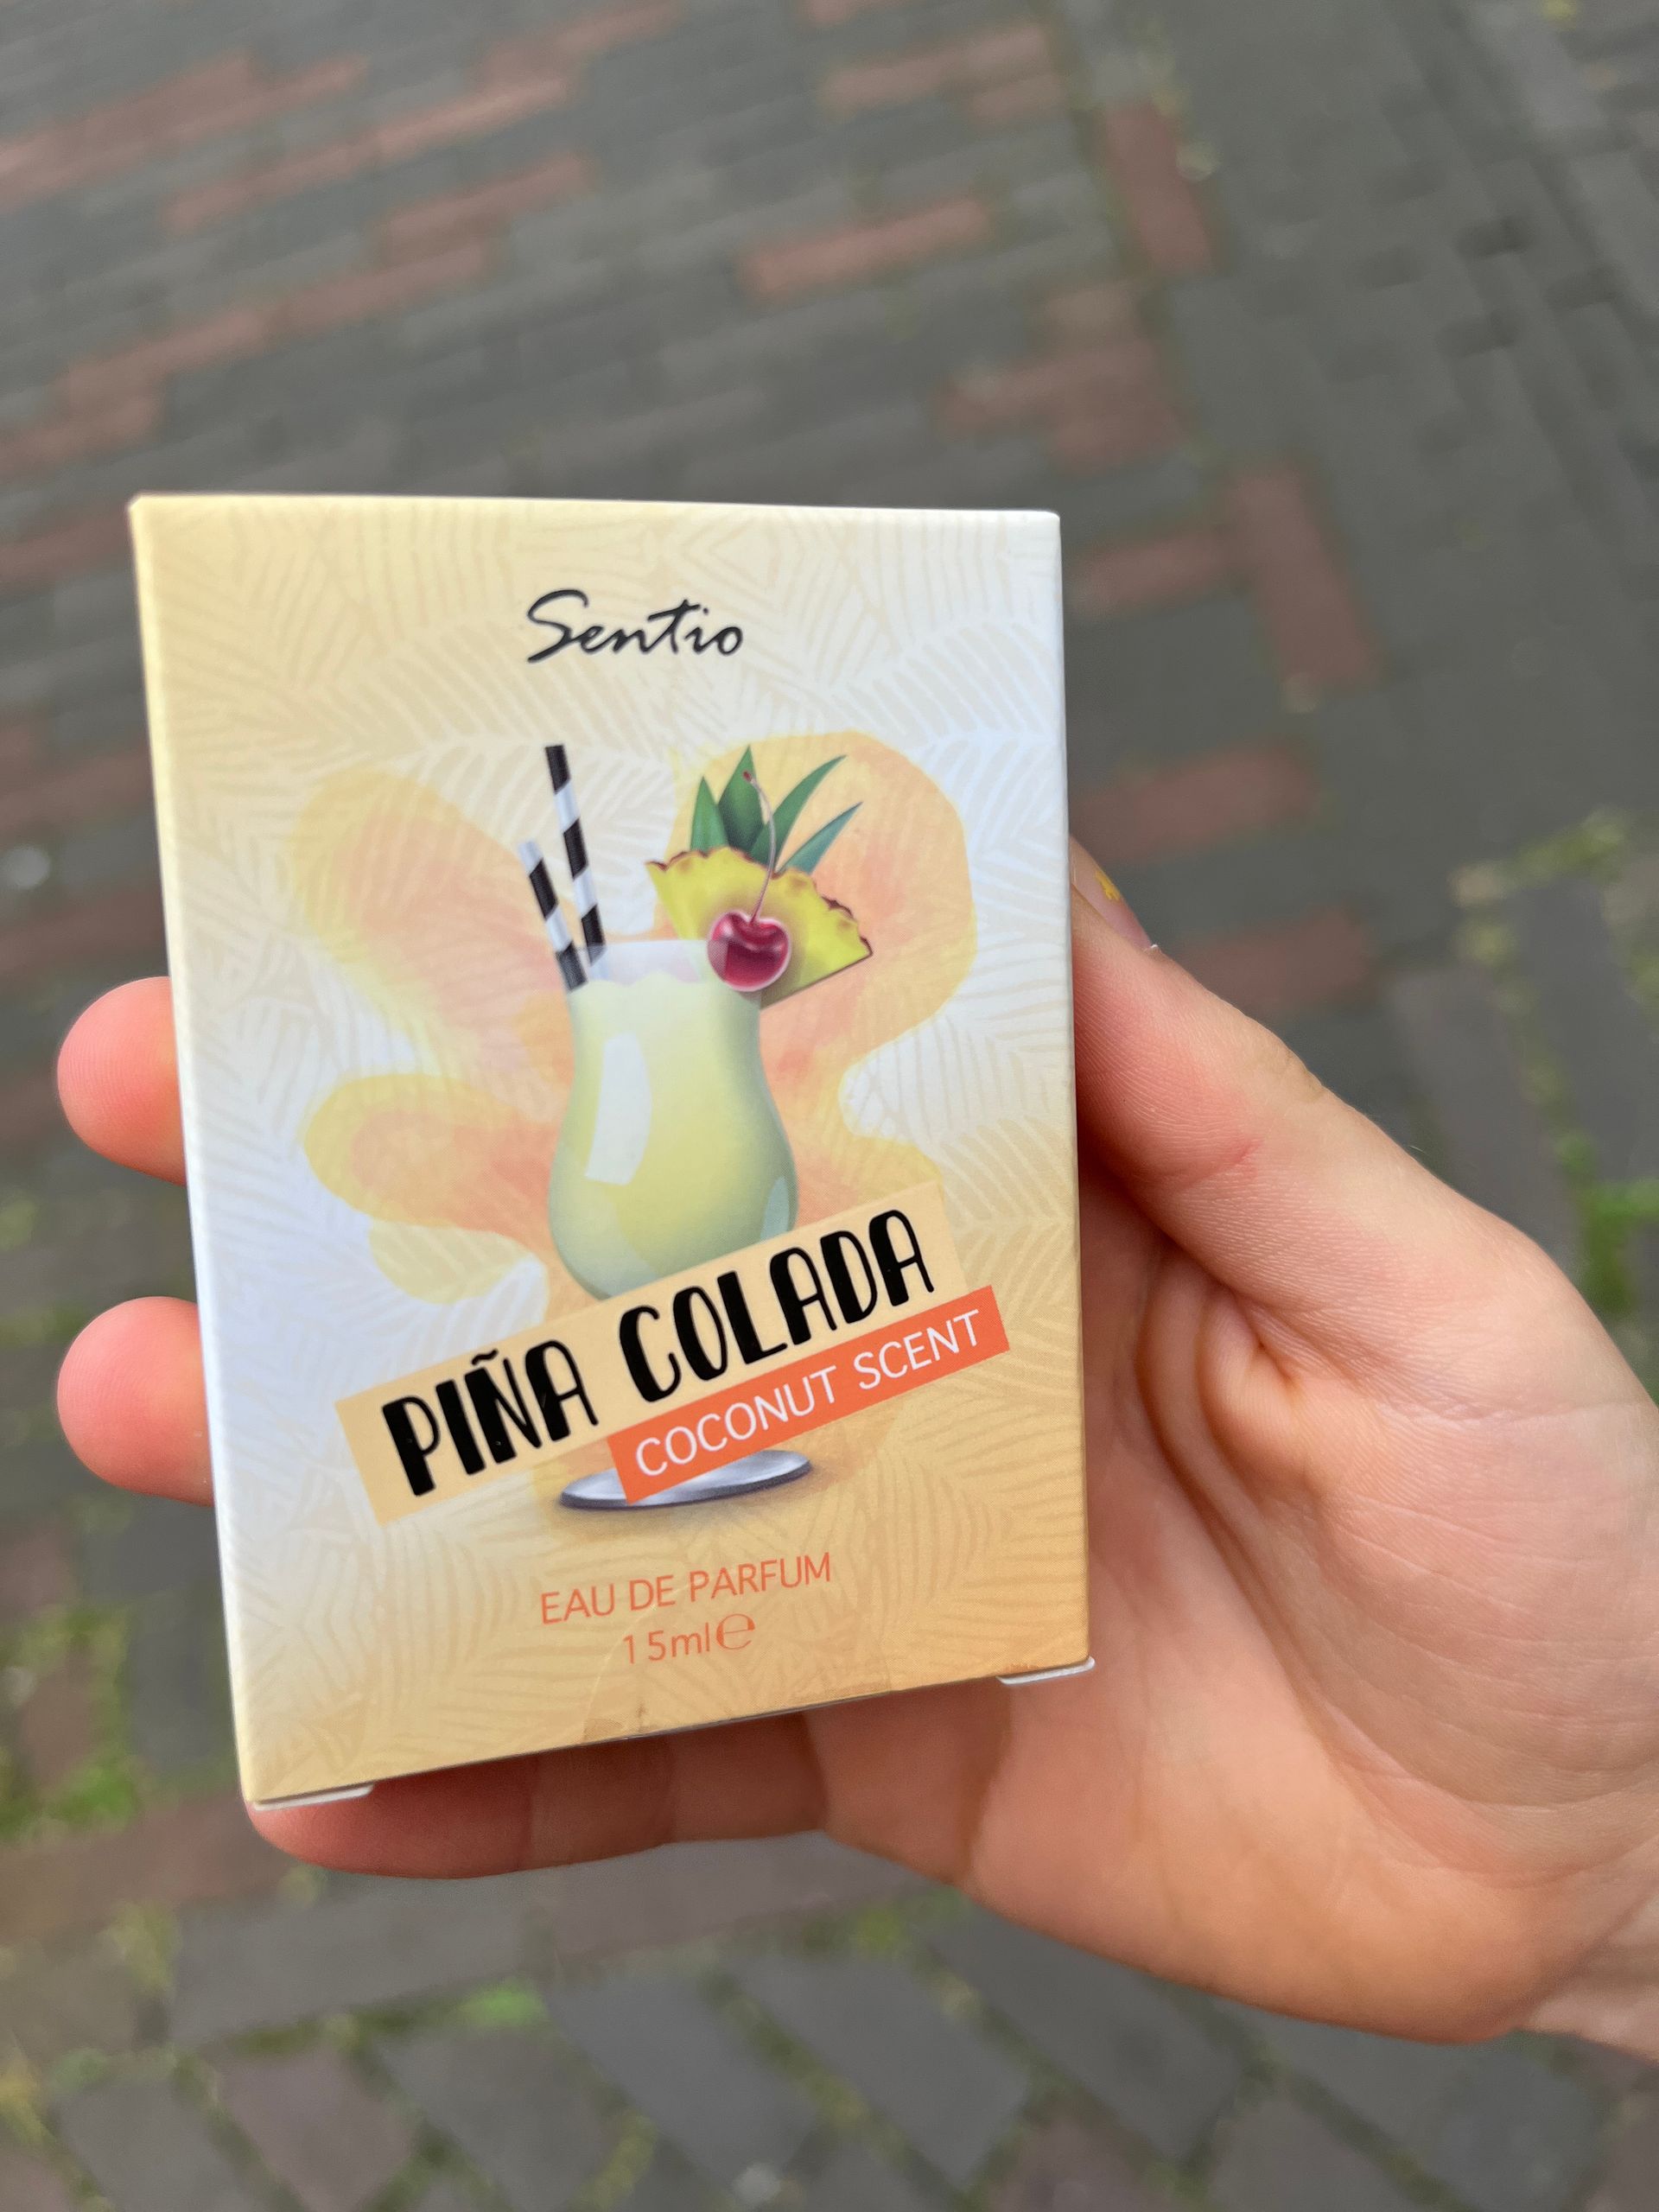 Sentio
PIÑA COLADA
COCONUT SCENT
EAU DE PARFUM
15ml℮